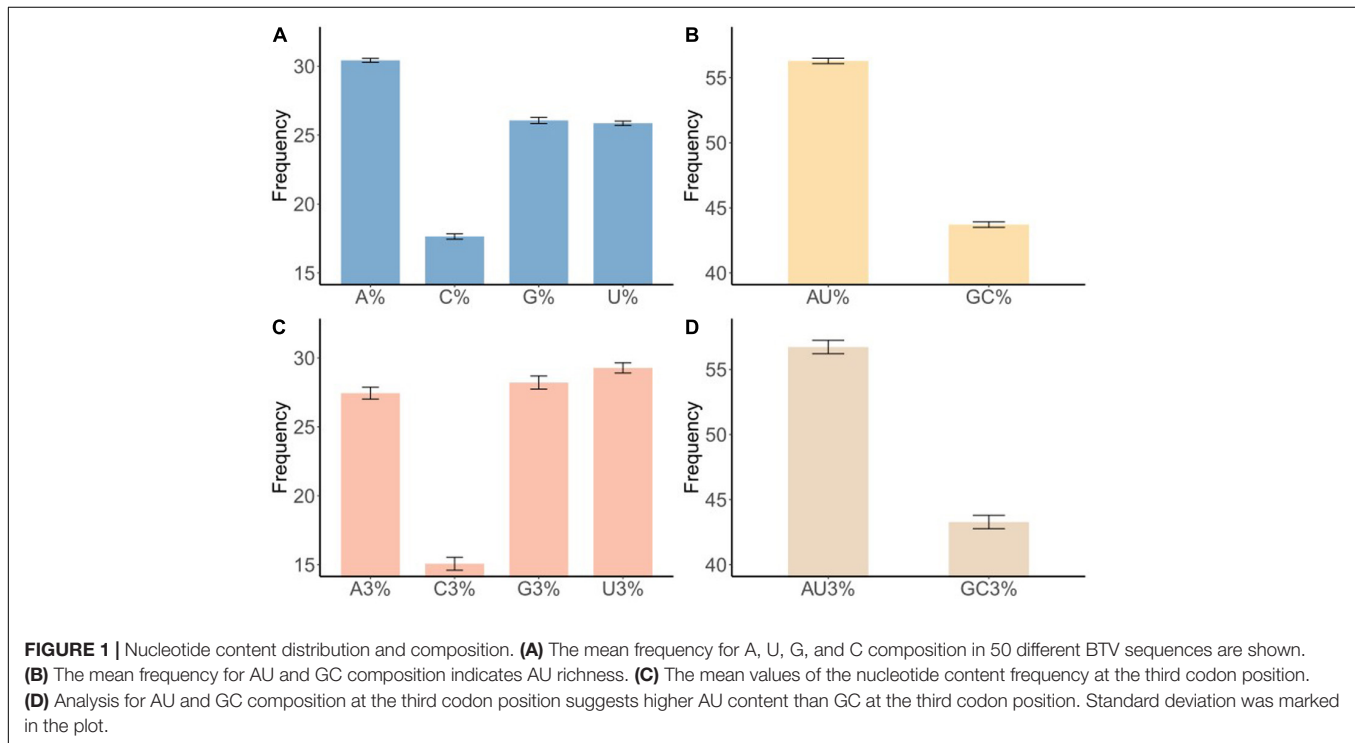 A
Frequency
30
25
20
15
A% C% G% U%
B
Frequency
55
50
45
40
AU% GC%
C
Frequency
30
25
20
15
A3% C3% G3% U3%
D
Frequency
55
50
45
40
AU3% GC3%
FIGURE 1 | Nucleotide content distribution and composition. (A) The mean frequency for A, U, G, and C composition in 50 different BTV sequences are shown.
(B) The mean frequency for AU and GC composition indicates AU richness. (C) The mean values of the nucleotide content frequency at the third codon position.
(D) Analysis for AU and GC composition at the third codon position suggests higher AU content than GC at the third codon position. Standard deviation was marked
in the plot.